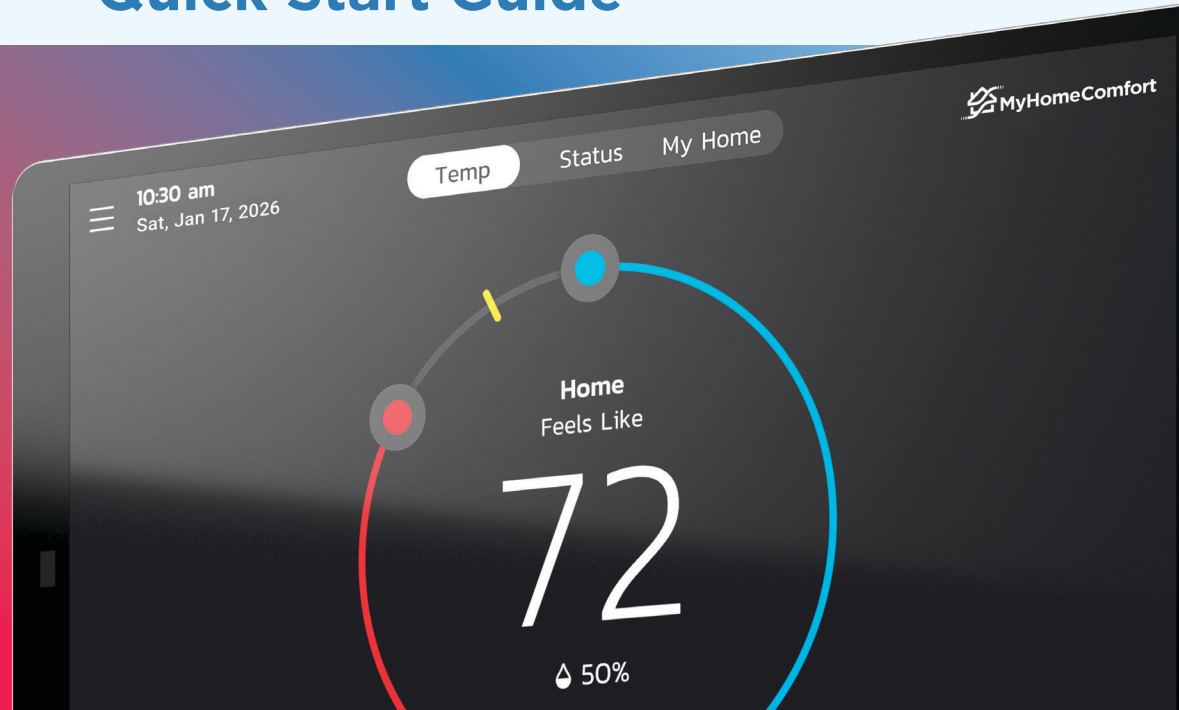 Quick Start Guide
MyHomeComfort
Temp Status My Home
10:30 am
Sat, Jan 17, 2026
Home
Feels Like
72
50%